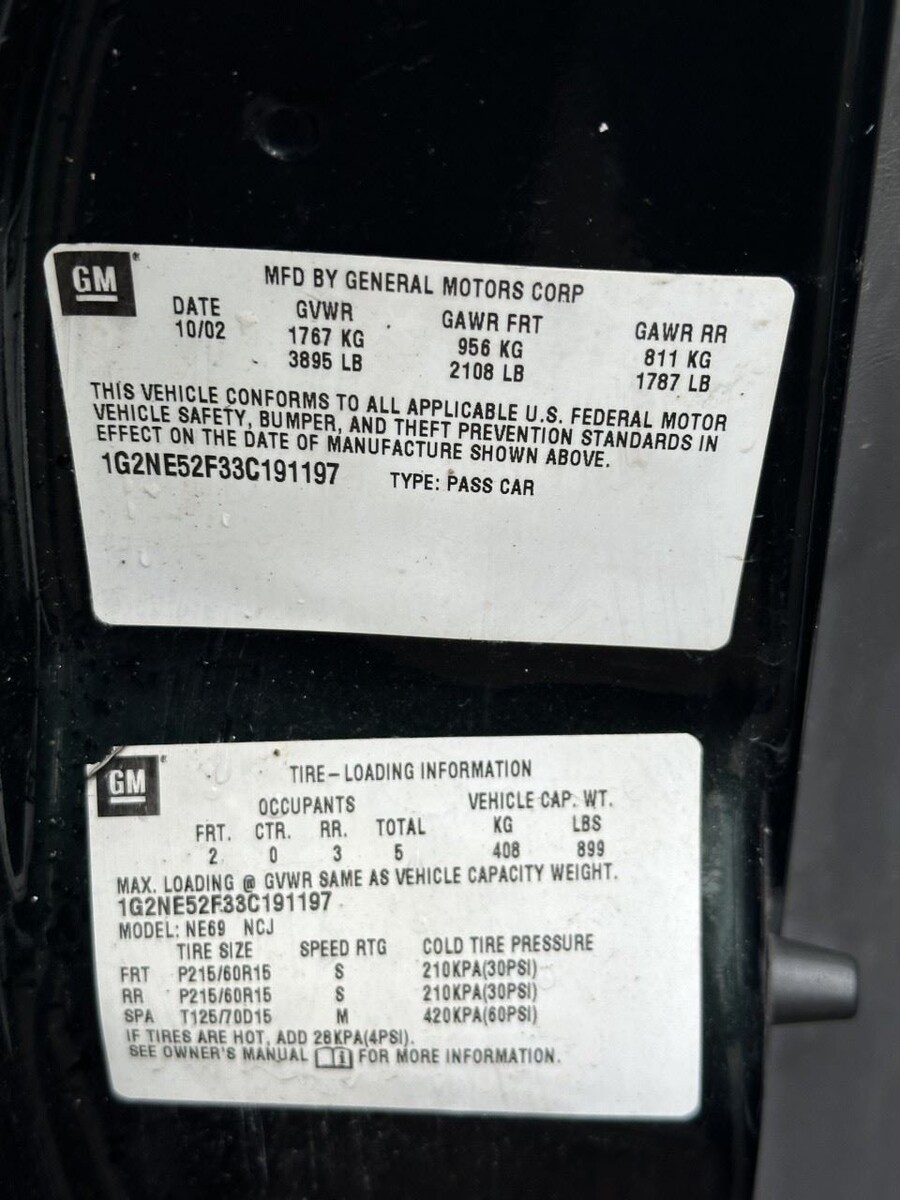 GM
MFD BY GENERAL MOTORS CORP
DATE GVWR GAWR FRT GAWR RR
10/02 1767 KG 956 KG 811 KG
3895 LB 2108 LB 1787 LB
THIS VEHICLE CONFORMS TO ALL APPLICABLE U.S. FEDERAL MOTOR
VEHICLE SAFETY, BUMPER, AND THEFT PREVENTION STANDARDS IN
EFFECT ON THE DATE OF MANUFACTURE SHOWN ABOVE.
1G2NE52F33C191197 TYPE: PASS CAR
GM
TIRE-LOADING INFORMATION
OCCUPANTS VEHICLE CAP. WT.
FRT. CTR. RR. TOTAL KG LBS
2 0 3 5 408 899
MAX. LOADING @ GVWR SAME AS VEHICLE CAPACITY WEIGHT.
1G2NE52F33C191197
MODEL: NE69 NCJ
TIRE SIZE SPEED RTG COLD TIRE PRESSURE
FRT P215/60R15 S 210KPA(30PSI)
RR P215/60R15 S 210KPA(30PSI)
SPA T125/70D15 M 420KPA(60PSI)
IF TIRES ARE HOT, ADD 28KPA(4PSI).
SEE OWNER'S MANUAL FOR MORE INFORMATION.